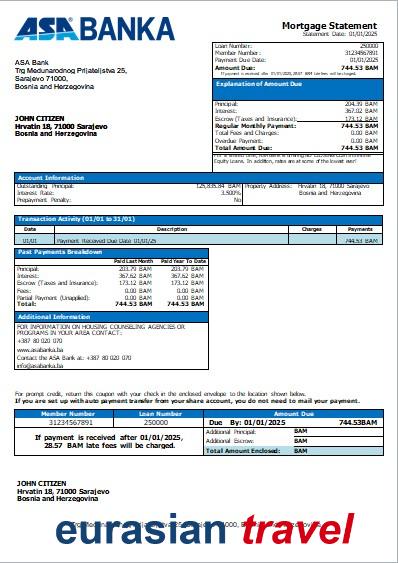 ASA BANKA
Mortgage Statement
Statement Date: 01/01/2025
ASA Bank
Trg Međunarodnog Prijateljstva 25,
Sarajevo 71000,
Bosnia and Herzegovina
Loan Number: 250000
Member Number: 31234567891
Payment Due Date: 01/01/2025
Amount Due: 744.53 BAM
If payment is received after 01/01/2025, 28.57 BAM late fees will be charged.
Explanation of Amount Due
Principal: 204.39 BAM
Interest: 367.02 BAM
Escrow (Taxes and Insurance): 173.12 BAM
Regular Monthly Payment: 744.53 BAM
Total Fees and Charges: 0.00 BAM
Overdue Payment: 0.00 BAM
Total Amount Due: 744.53 BAM
JOHN CITIZEN
Hrvatin 18, 71000 Sarajevo
Bosnia and Herzegovina
Equity Loans. In addition, rates are at some of the lowest ever!
Account Information
Outstanding Principal: 125,835.84 BAM
Interest Rate: 3.500%
Prepayment Penalty: No
Property Address: Hrvatin 18, 71000 Sarajevo
Bosnia and Herzegovina
Transaction Activity (01/01 to 31/01)
Date Description Charges Payments
01/01 Payment Received Due Date 01/01/25 744.53 BAM
Past Payments Breakdown
Paid Last Month Paid Year To Date
Principal: 203.79 BAM 203.79 BAM
Interest: 367.62 BAM 367.62 BAM
Escrow (Taxes and Insurance): 173.12 BAM 173.12 BAM
Fees: 0.00 BAM 0.00 BAM
Partial Payment (Unapplied): 0.00 BAM 0.00 BAM
Total: 744.53 BAM 744.53 BAM
Additional Information
FOR INFORMATION ON HOUSING COUNSELING AGENCIES OR
PROGRAMS IN YOUR AREA CONTACT:
+387 80 020 070
www.asabanka.ba
Contact the ASA Bank at: +387 80 020 070
info@asabanka.ba
For prompt credit, return this coupon with your check in the enclosed envelope to the location shown below.
If you are set up with auto payment transfer from your share account, you do not need to mail your payment.
Member Number Loan Number Amount Due
31234567891 250000 Due By: 01/01/2025 744.53BAM
If payment is received after 01/01/2025,
28.57 BAM late fees will be charged.
Additional Principal: BAM
Additional Escrow: BAM
Total Amount Enclosed: BAM
JOHN CITIZEN
Hrvatin 18, 71000 Sarajevo
Bosnia and Herzegovina
eurasian travel